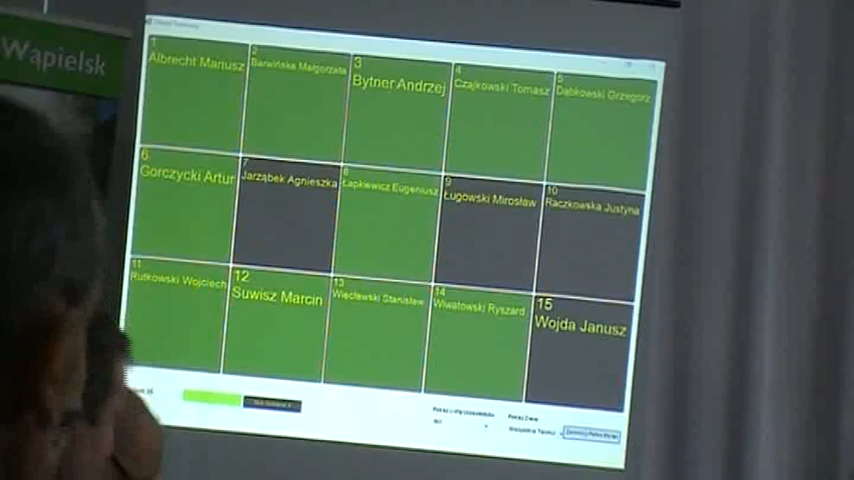 Wąpielsk
1
Albrecht Mariusz
2
Barwińska Małgorzata
3
Bytner Andrzej
4
Czajkowski Tomasz
5
Dąbkowski Grzegorz
6
Gorczycki Artur
7
Jarząbek Agnieszka
8
Łapkiewicz Eugeniusz
9
Ługowski Mirosław
10
Raczkowska Justyna
11
Rutkowski Wojciech
12
Suwisz Marcin
13
Więcławski Stanisław
14
Wiwatowski Ryszard
15
Wojda Janusz